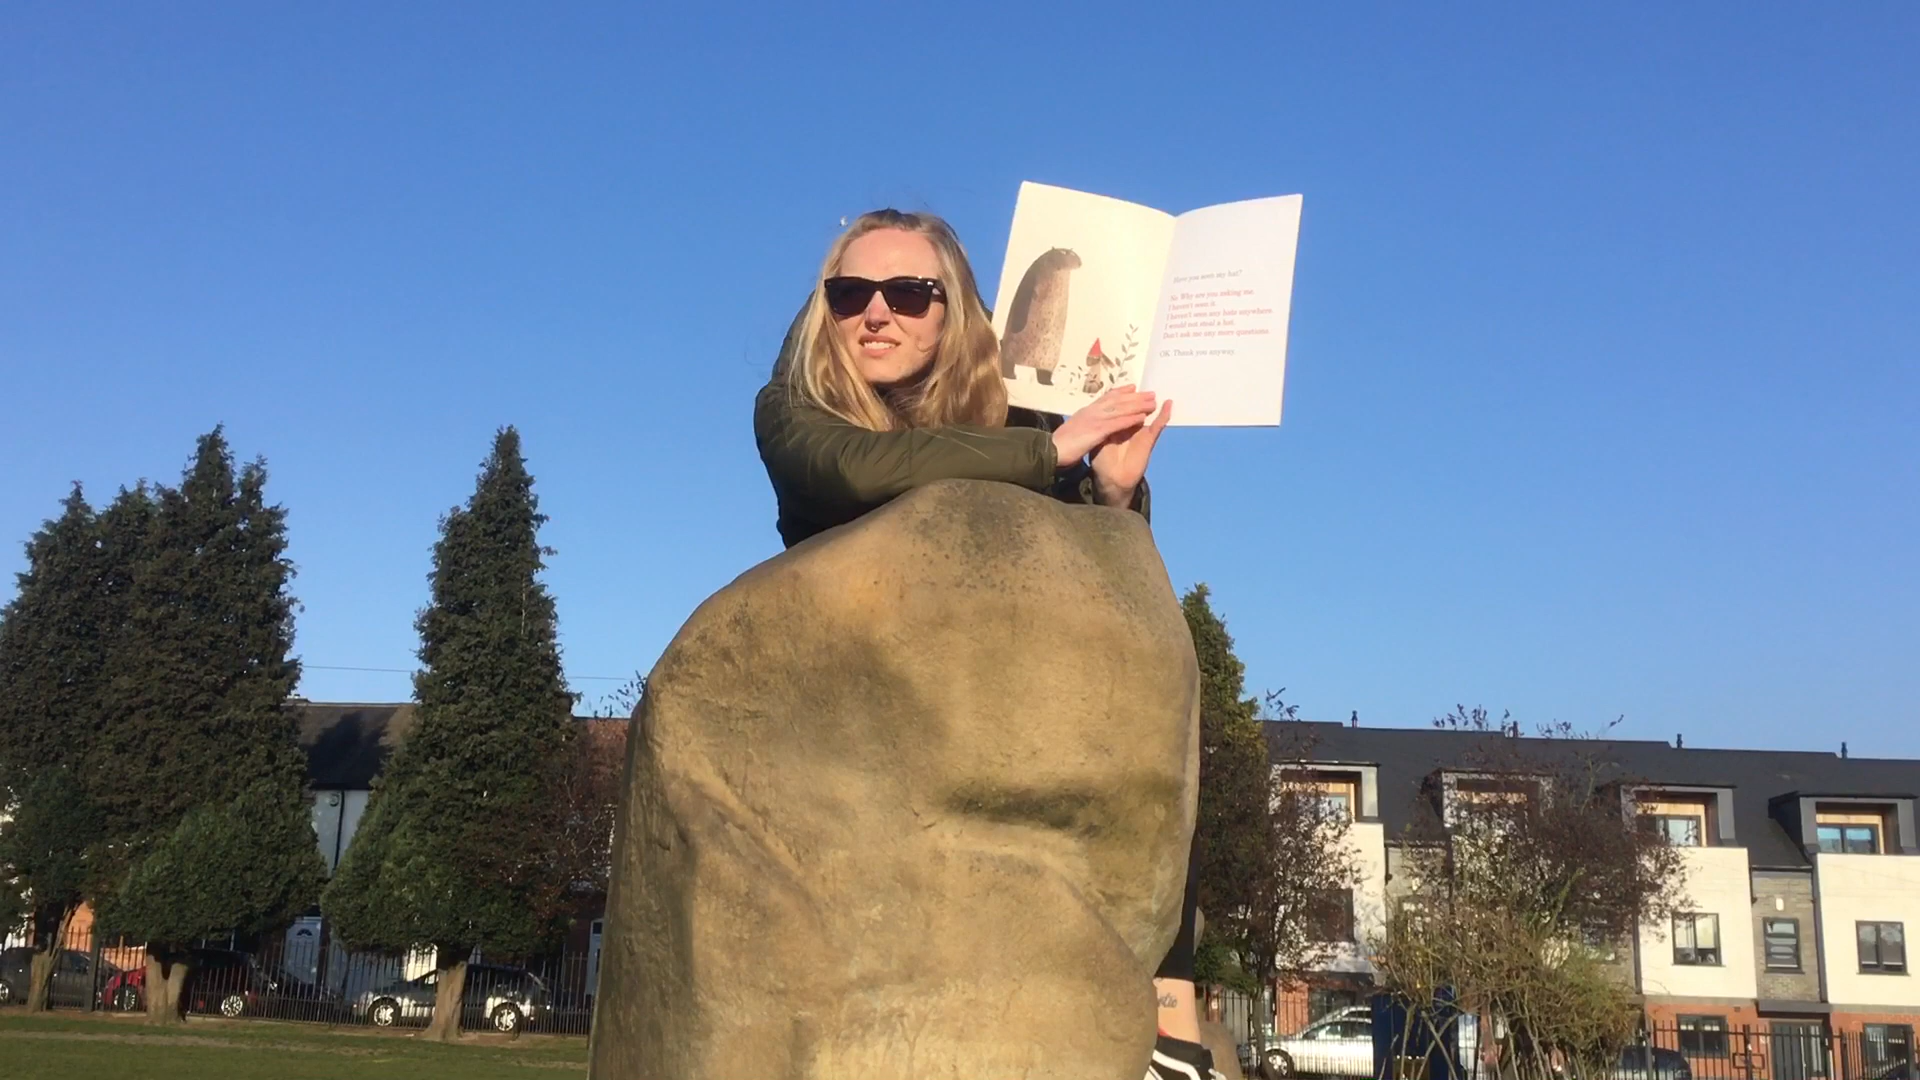 Have you seen my hat?
No. Why are you asking me.
I haven't seen it.
I haven't seen any hats anywhere.
I would not steal a hat.
Don't ask me any more questions.
OK. Thank you anyway.